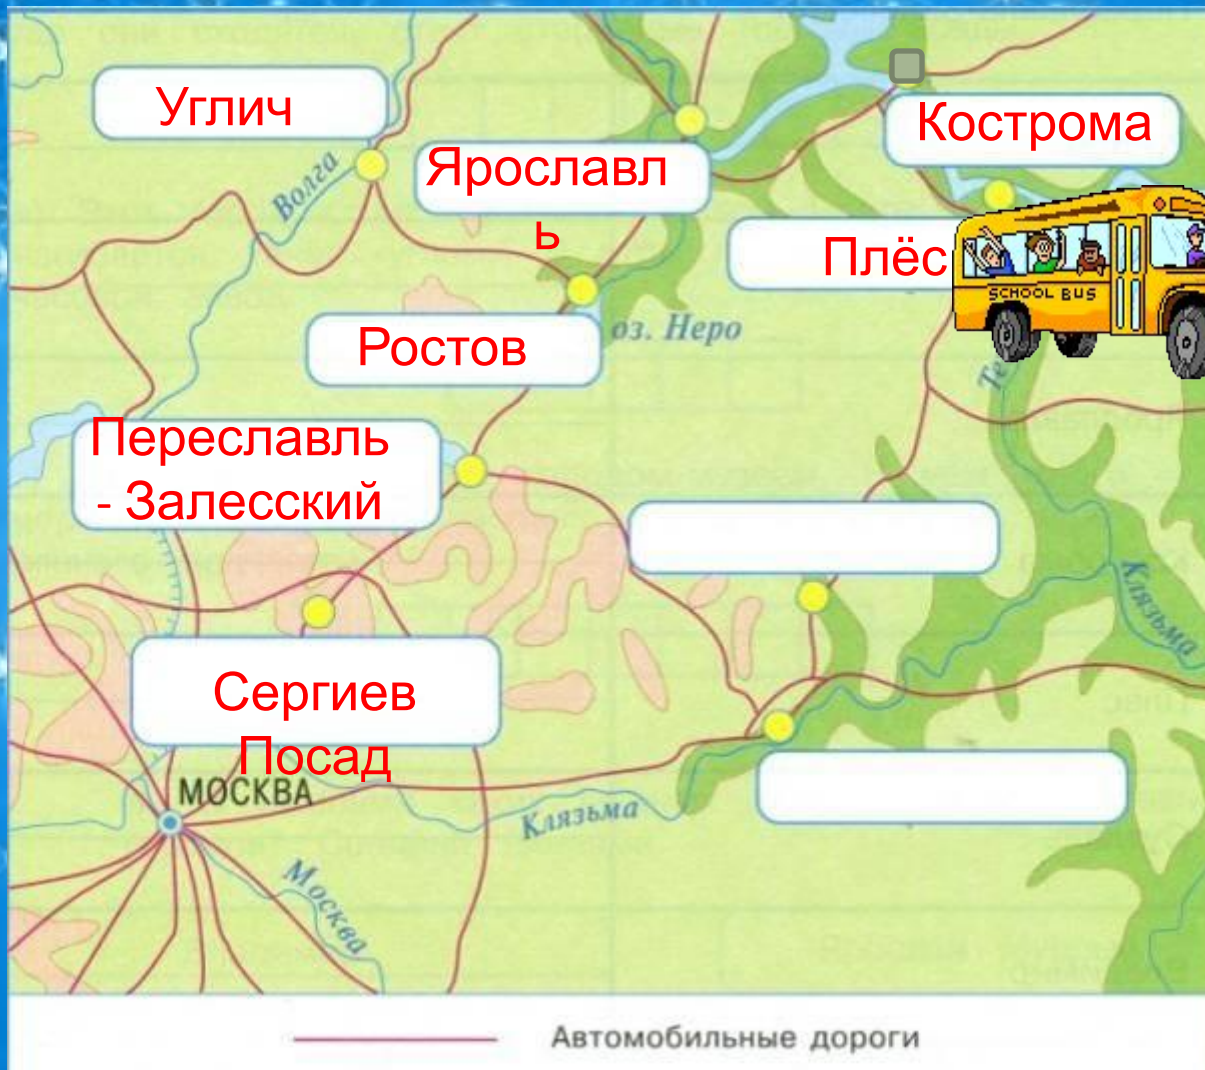 Углич
Кострома
Волга
Ярославл
ь
Плёс
SCHOOL BUS
оз. Неро
Ростов
Те
Переславль
- Залесский
Клязьма
Сергиев
Посад
МОСКВА
Клязьма
Москва
Автомобильные дороги